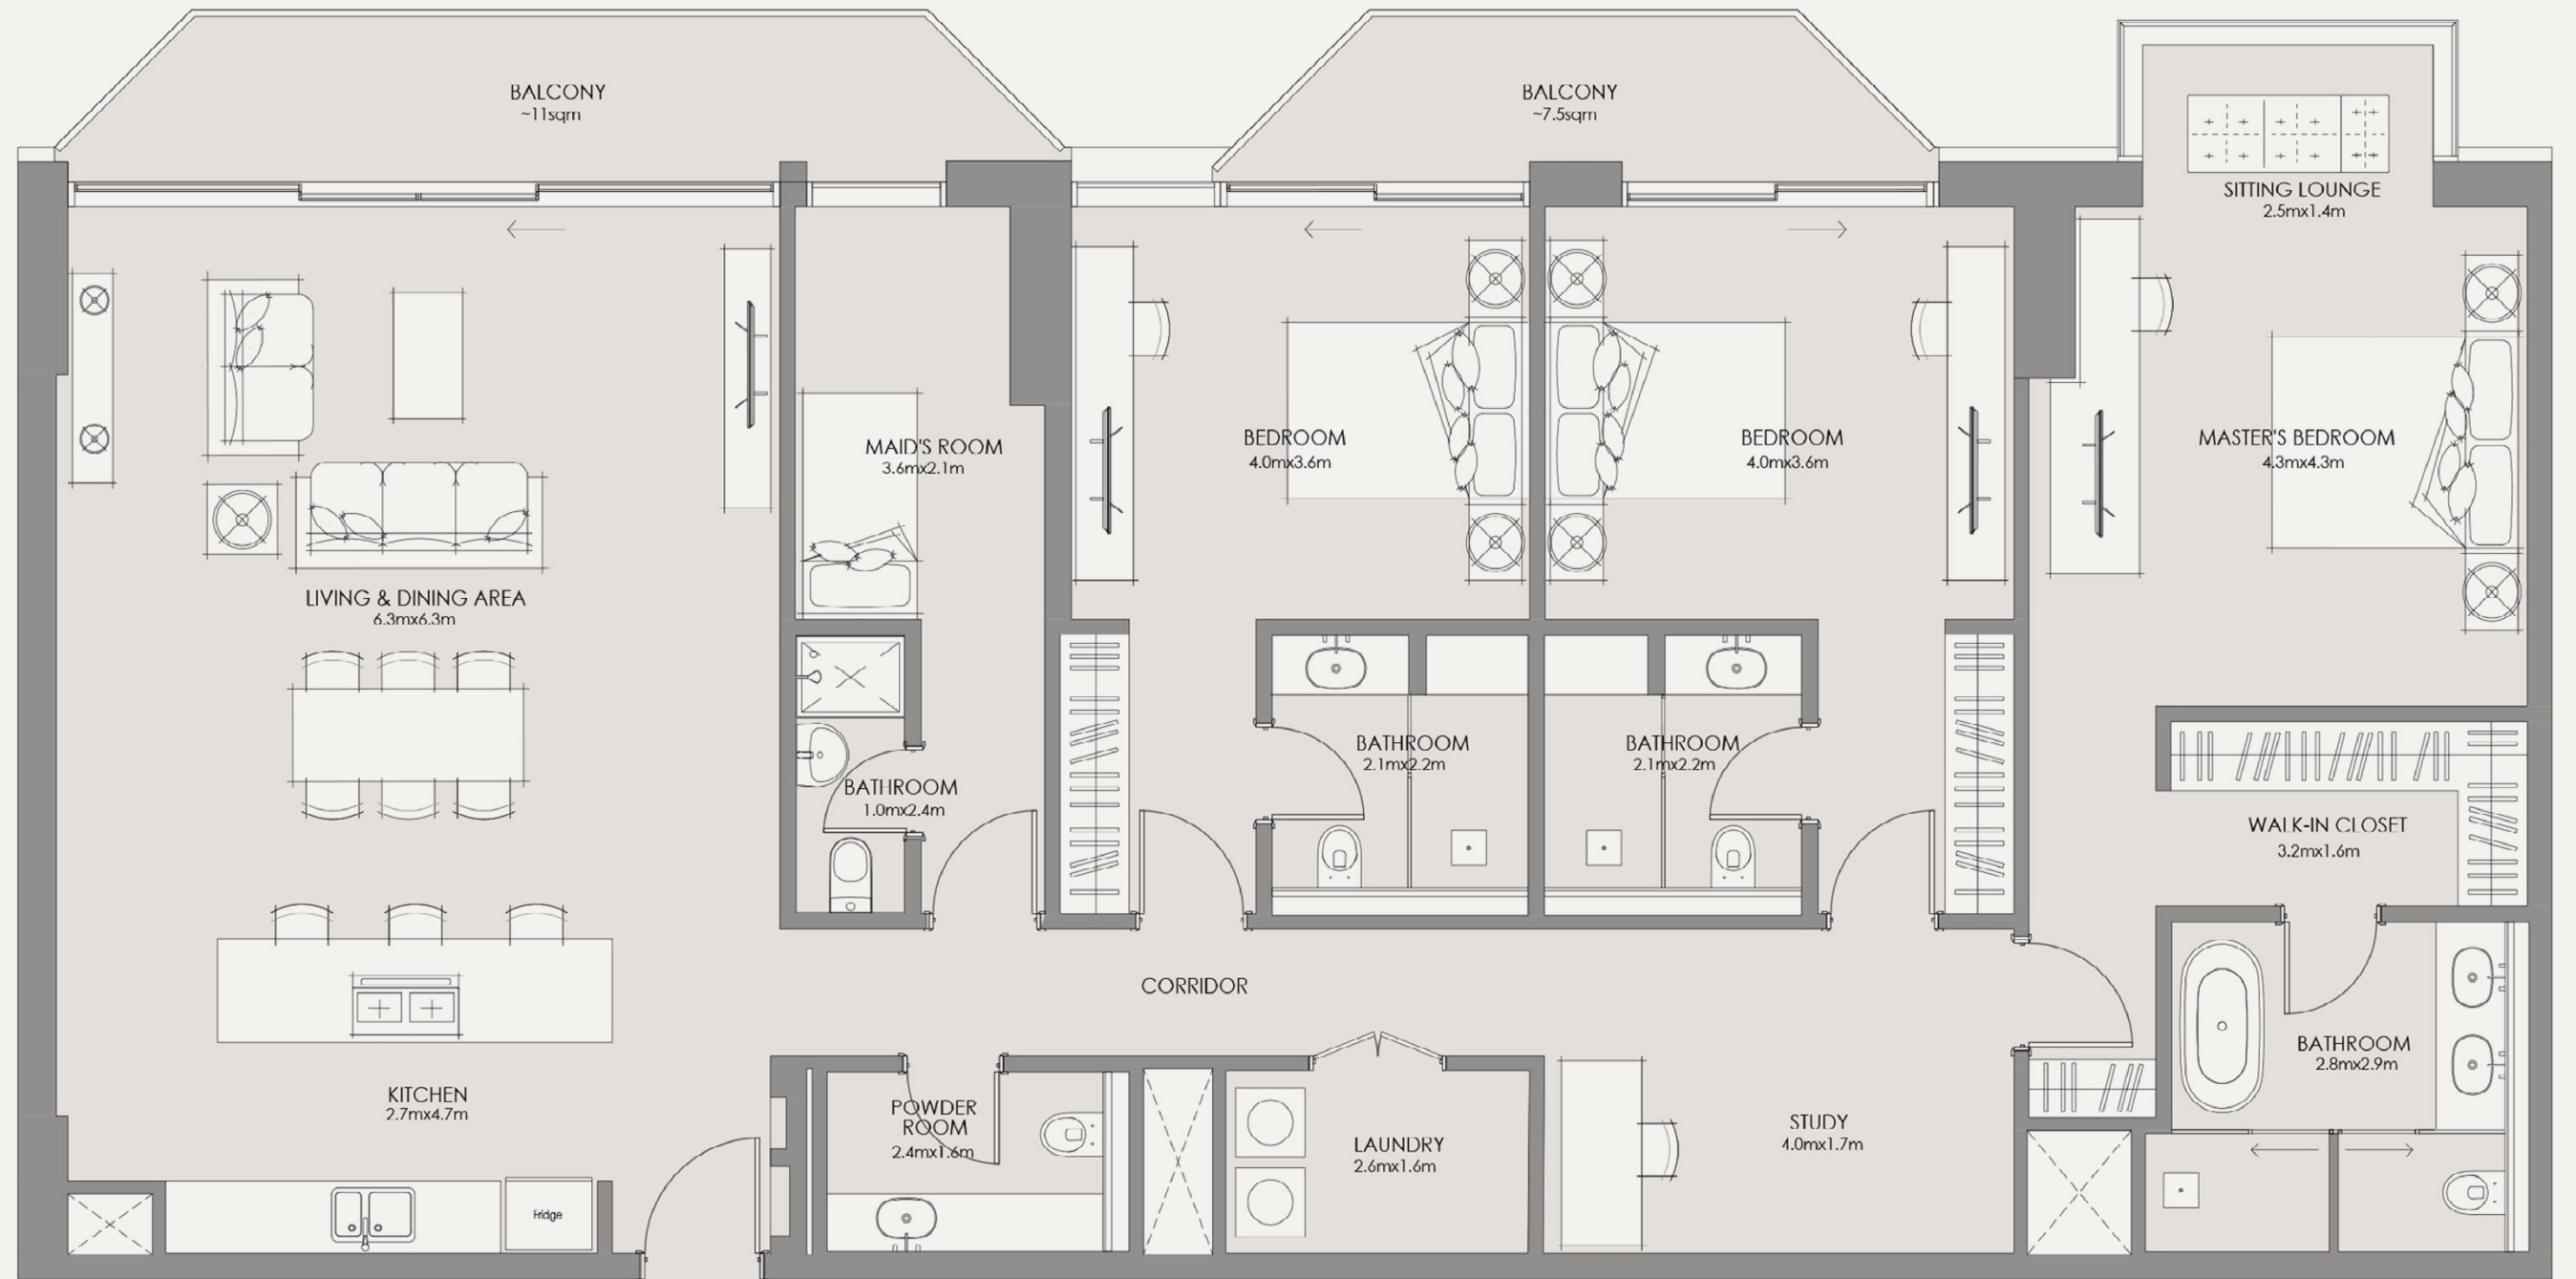 BALCONY
~11sqm
BALCONY
~7.5sqm
SITTING LOUNGE
2.5mx1.4m
MAID'S ROOM
3.6mx2.1m
BEDROOM
4.0mx3.6m
BEDROOM
4.0mx3.6m
MASTER'S BEDROOM
4.3mx4.3m
LIVING & DINING AREA
6.3mx6.3m
BATHROOM
1.0mx2.4m
BATHROOM
2.1mx2.2m
BATHROOM
2.1mx2.2m
WALK-IN CLOSET
3.2mx1.6m
CORRIDOR
KITCHEN
2.7mx4.7m
POWDER
ROOM
2.4mx1.6m
LAUNDRY
2.6mx1.6m
STUDY
4.0mx1.7m
BATHROOM
2.8mx2.9m
Fridge